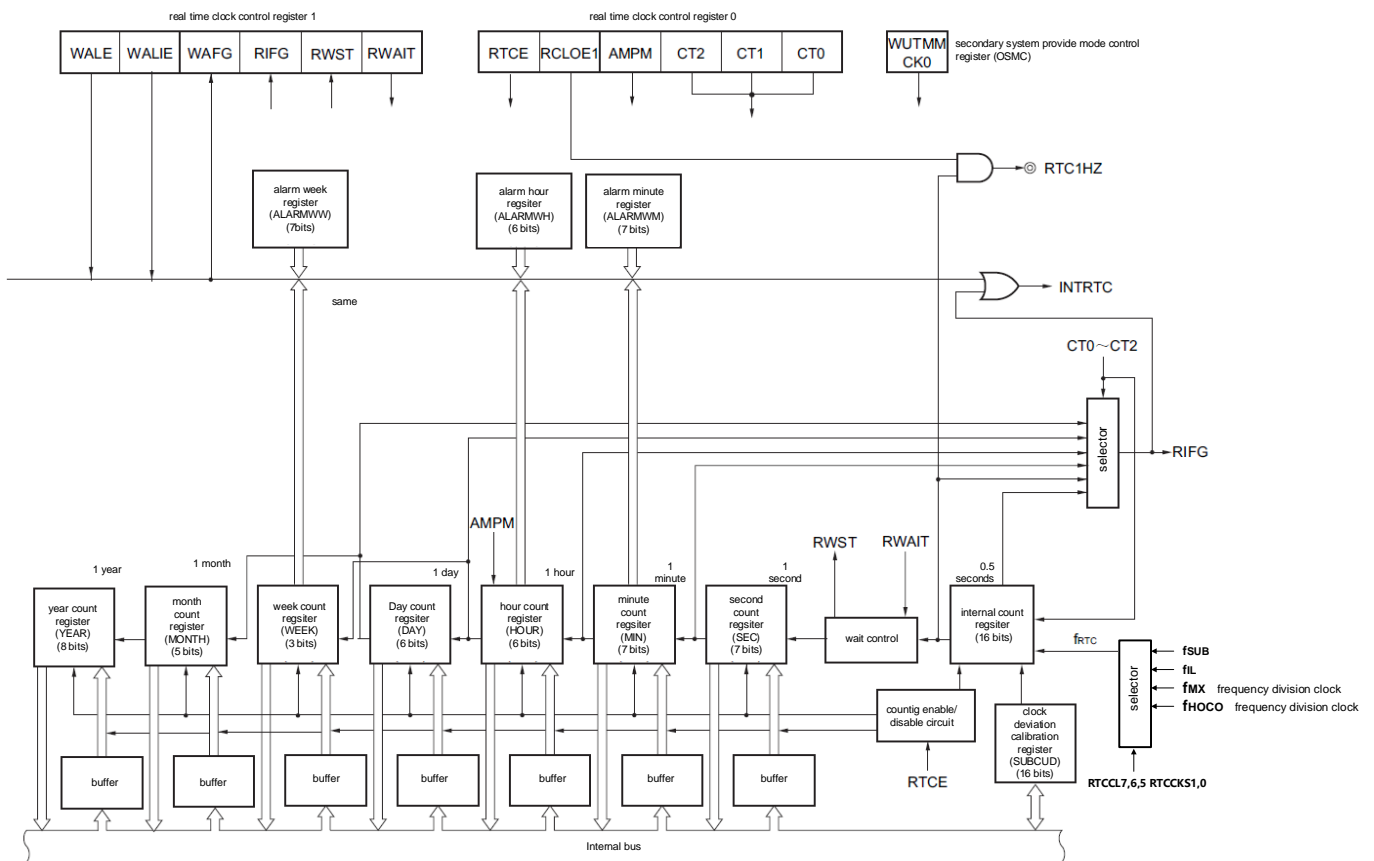 real time clock control register 1
real time clock control register 0
WALE
WALIE
WAFG
RIFG
RWST
RWAIT
RTCE
RCLOE1
AMPM
CT2
CT1
CT0
WUTMM
CK0
secondary system provide mode control
register (OSMC)
RTC1HZ
alarm week
register
(ALARMWW)
(7bits)
alarm hour
regsiter
(ALARMWH)
(6 bits)
alarm minute
register
(ALARMWM)
(7 bits)
INTRTC
same
CT0～CT2
selector
RIFG
AMPM
RWST
RWAIT
1 year
1 month
1 day
1 hour
1
minute
1
second
0.5
seconds
year count
register
(YEAR)
(8 bits)
month
count
register
(MONTH)
(5 bits)
week count
regsiter
(WEEK)
(3 bits)
Day count
regsiter
(DAY)
(6 bits)
hour count
register
(HOUR)
(6 bits)
minute
count
regsiter
(MIN)
(7 bits)
second
count
regsiter
(SEC)
(7 bits)
wait control
internal count
regsiter
(16 bits)
fRTC
selector
fSUB
fIL
fMX frequency division clock
fHOCO frequency division clock
countig enable/
disable circuit
clock
deviation
calibration
register
(SUBCUD)
(16 bits)
RTCE
RTCCL7,6,5 RTCCKS1,0
buffer
buffer
buffer
buffer
buffer
buffer
buffer
Internal bus